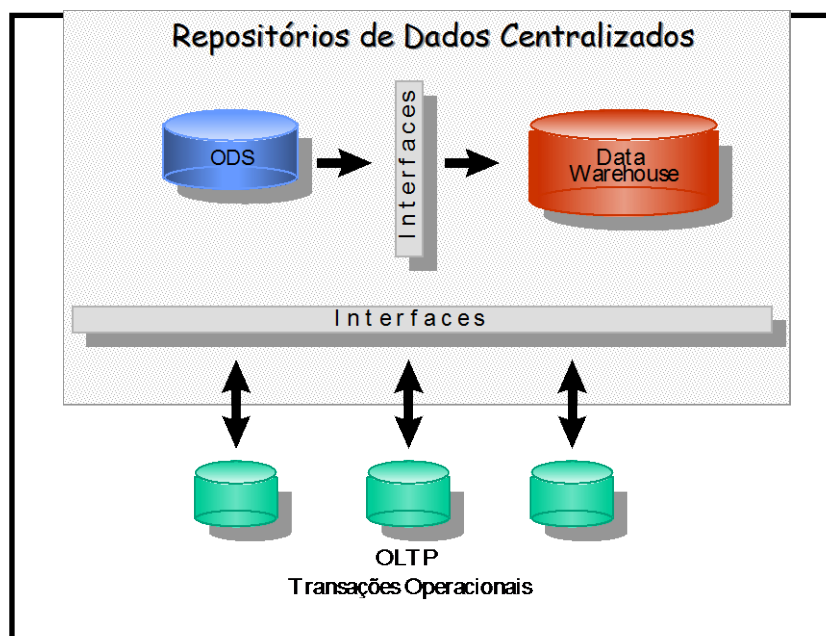 Repositórios de Dados Centralizados
ODS
Interfaces
Data
Warehouse
Interfaces
OLTP
Transações Operacionais